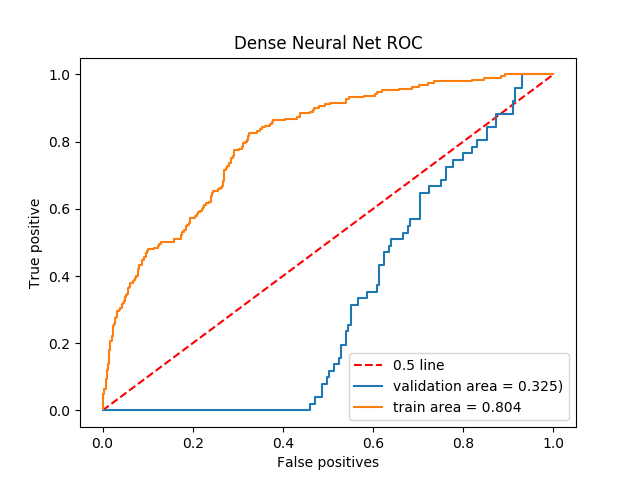 Dense Neural Net ROC
1.0
0.8
0.6
0.4
0.2
0.0
True positive
0.0
0.2
0.4
0.6
0.8
1.0
False positives
0.5 line
validation area = 0.325)
train area = 0.804